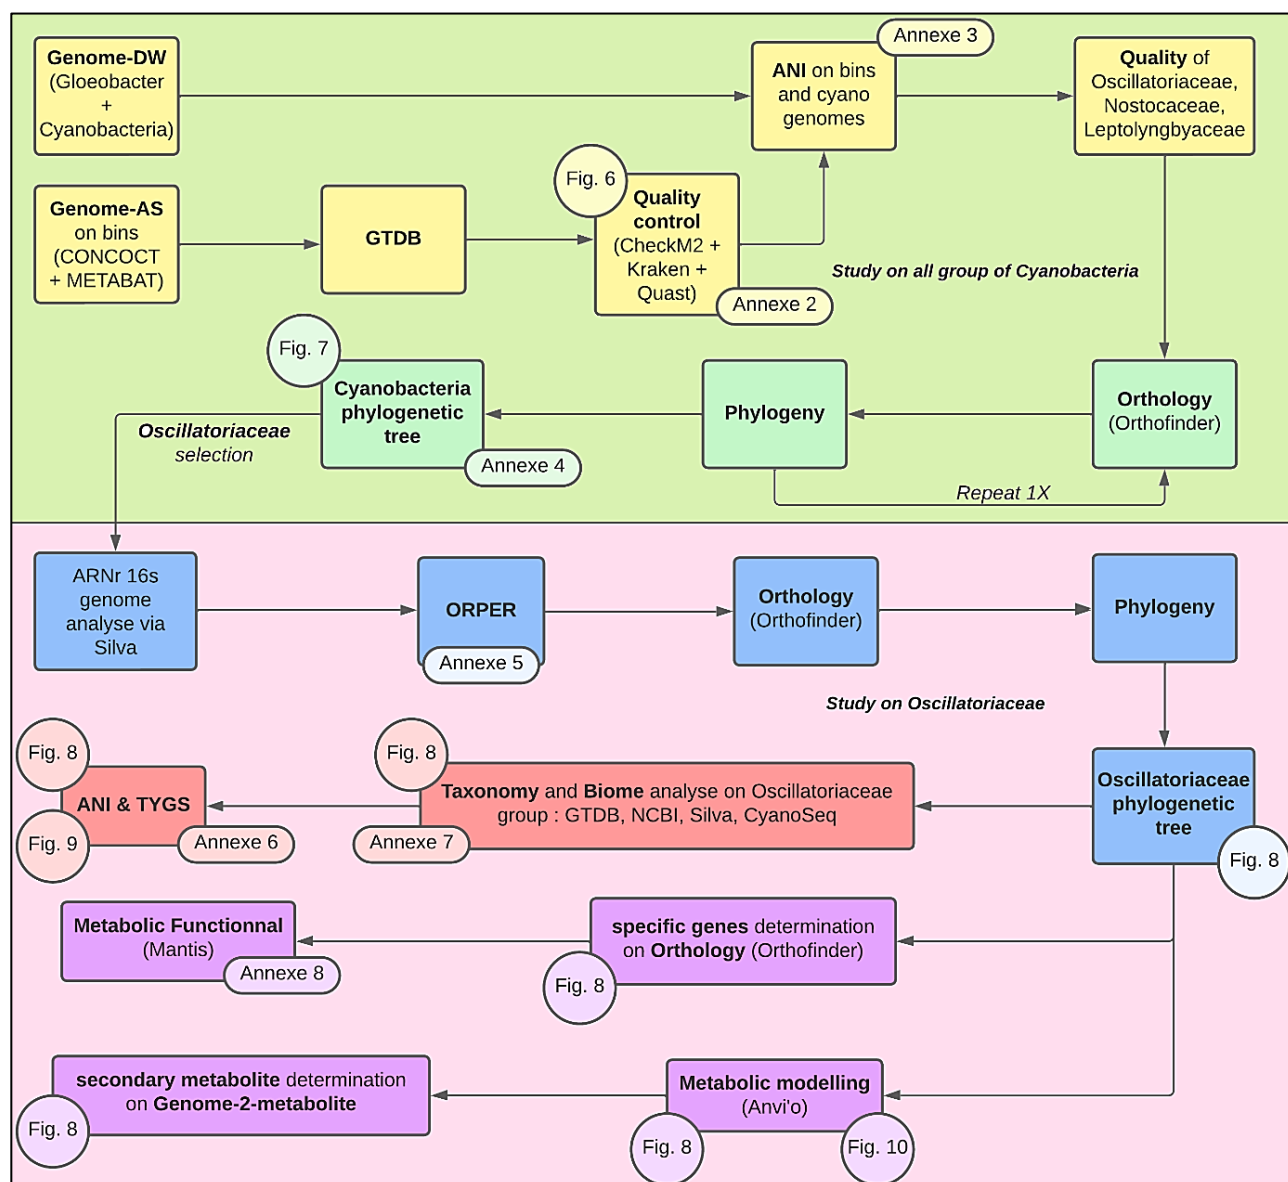 Genome-DW
(Gloeobacter
+
Cyanobacteria)
Annexe 3
ANI on bins
and cyano
genomes
Quality of
Oscillatoriaceae,
Nostocaceae,
Leptolyngbyaceae
Genome-AS
on bins
(CONCOCT
+ METABAT)
GTDB
Fig. 6
Quality
control
(CheckM2 +
Kraken +
Quast)
Annexe 2
Study on all group of Cyanobacteria
Fig. 7
Cyanobacteria
phylogenetic
tree
Annexe 4
Phylogeny
Orthology
(Orthofinder)
Repeat 1X
Oscillatoriaceae
selection
ARNr 16s
genome
analyse via
Silva
ORPER
Annexe 5
Orthology
(Orthofinder)
Phylogeny
Study on Oscillatoriaceae
Fig. 8
ANI & TYGS
Fig. 9
Annexe 6
Fig. 8
Taxonomy and Biome analyse on Oscillatoriaceae
group : GTDB, NCBI, Silva, CyanoSeq
Annexe 7
Oscillatoriaceae
phylogenetic
tree
Fig. 8
Metabolic Functionnal
(Mantis)
Annexe 8
specific genes determination
on Orthology (Orthofinder)
Fig. 8
secondary metabolite determination
on Genome-2-metabolite
Fig. 8
Metabolic modelling
(Anvi'o)
Fig. 8
Fig. 10